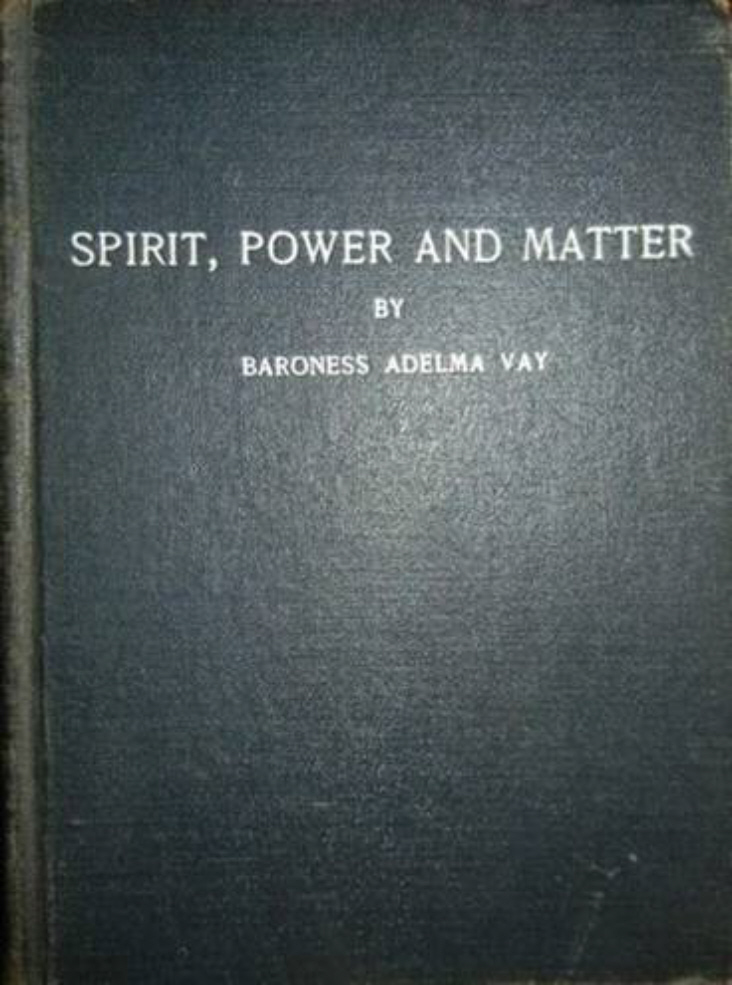 SPIRIT, POWER AND MATTER
BY
BARONESS ADELMA VAY